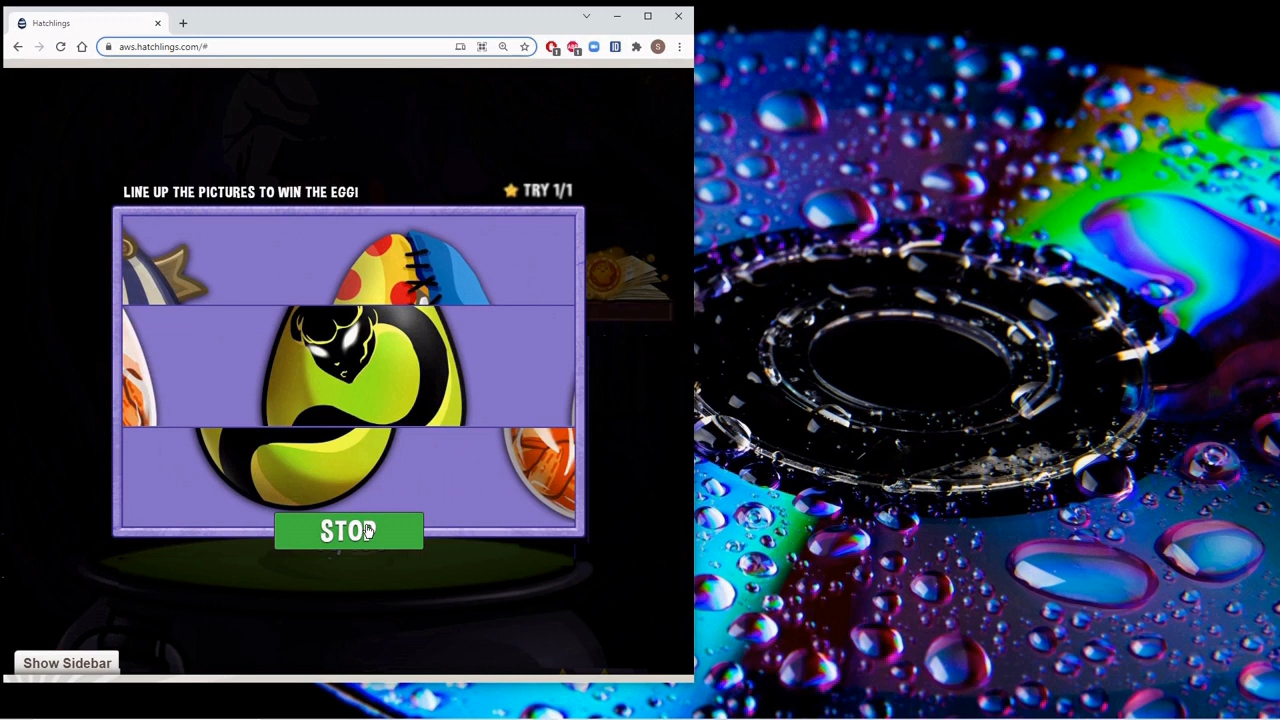 Hatchlings
aws.hatchlings.com/#
LINE UP THE PICTURES TO WIN THE EGG!
TRY 1/1
STOP
Show Sidebar